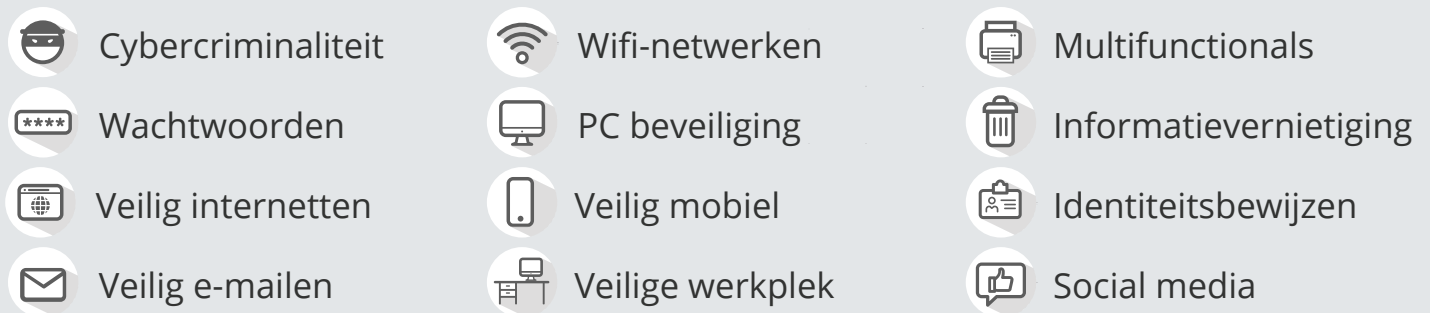 Cybercriminaliteit
****
Wachtwoorden
Veilig internetten
Veilig e-mailen
Wifi-netwerken
PC beveiliging
Veilig mobiel
Veilige werkplek
Multifunctionals
Informatievernietiging
Identiteitsbewijzen
Social media